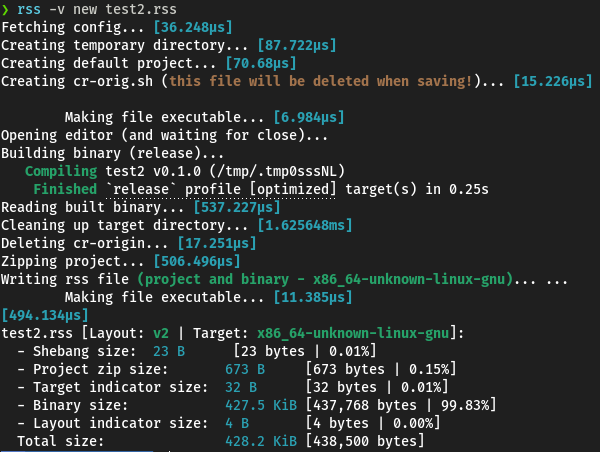 ❯ rss -v new test2.rss
Fetching config... [36.248µs]
Creating temporary directory... [87.722µs]
Creating default project... [70.68µs]
Creating cr-orig.sh (this file will be deleted when saving!)... [15.226µs]
Making file executable... [6.984µs]
Opening editor (and waiting for close)...
Building binary (release)...
Compiling test2 v0.1.0 (/tmp/.tmp0sssNL)
Finished `release` profile [optimized] target(s) in 0.25s
Reading built binary... [537.227µs]
Cleaning up target directory... [1.625648ms]
Deleting cr-origin... [17.251µs]
Zipping project... [506.496µs]
Writing rss file (project and binary - x86_64-unknown-linux-gnu)... ...
Making file executable... [11.385µs]
[494.134µs]
test2.rss [Layout: v2 | Target: x86_64-unknown-linux-gnu]:
- Shebang size: 23 B [23 bytes | 0.01%]
- Project zip size: 673 B [673 bytes | 0.15%]
- Target indicator size: 32 B [32 bytes | 0.01%]
- Binary size: 427.5 KiB [437,768 bytes | 99.83%]
- Layout indicator size: 4 B [4 bytes | 0.00%]
Total size: 428.2 KiB [438,500 bytes]